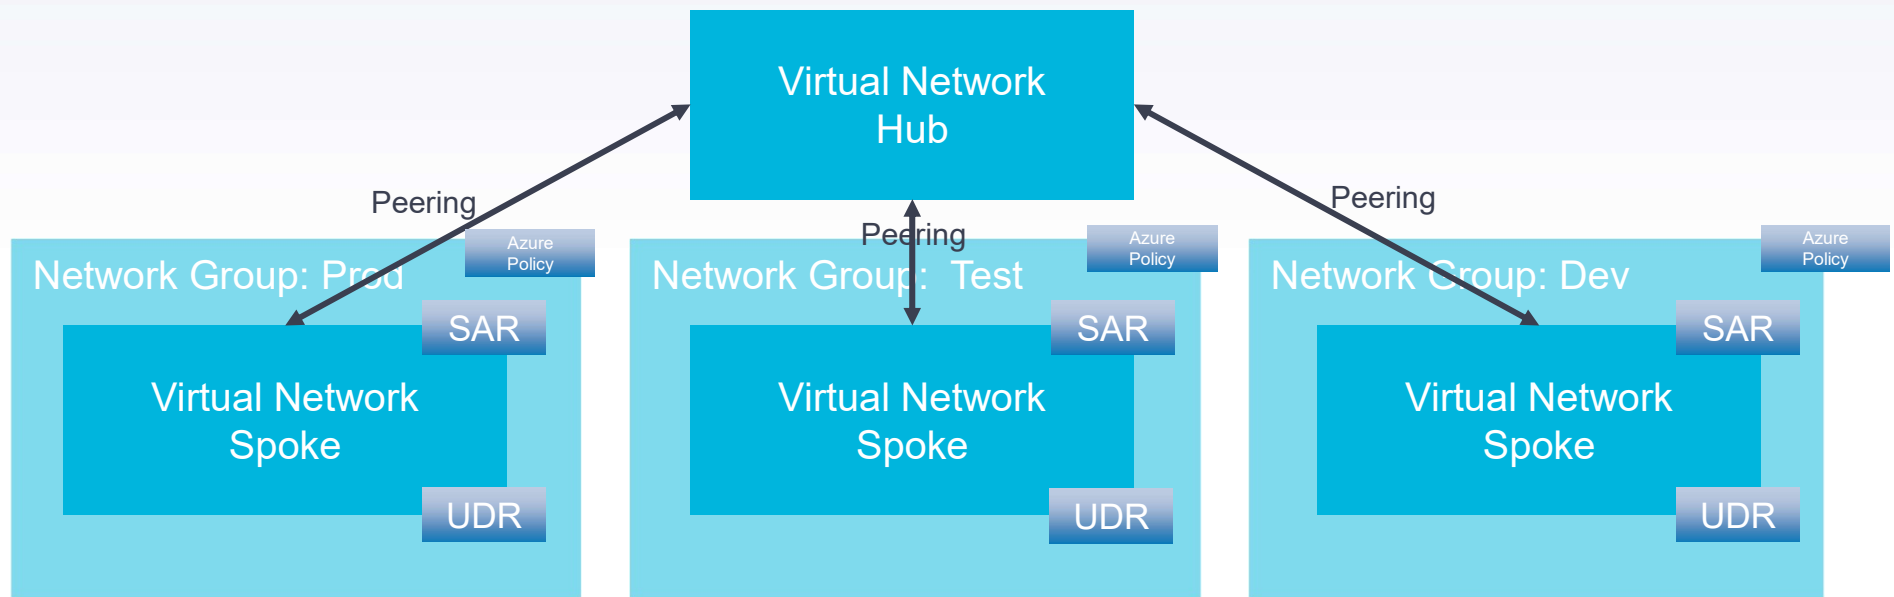 Virtual Network
Hub
Peering
Peering
Peering
Azure
Policy
Network Group: Prod
SAR
Virtual Network
Spoke
UDR
Azure
Policy
Network Group:  Test
SAR
Virtual Network
Spoke
UDR
Azure
Policy
Network Group: Dev
SAR
Virtual Network
Spoke
UDR